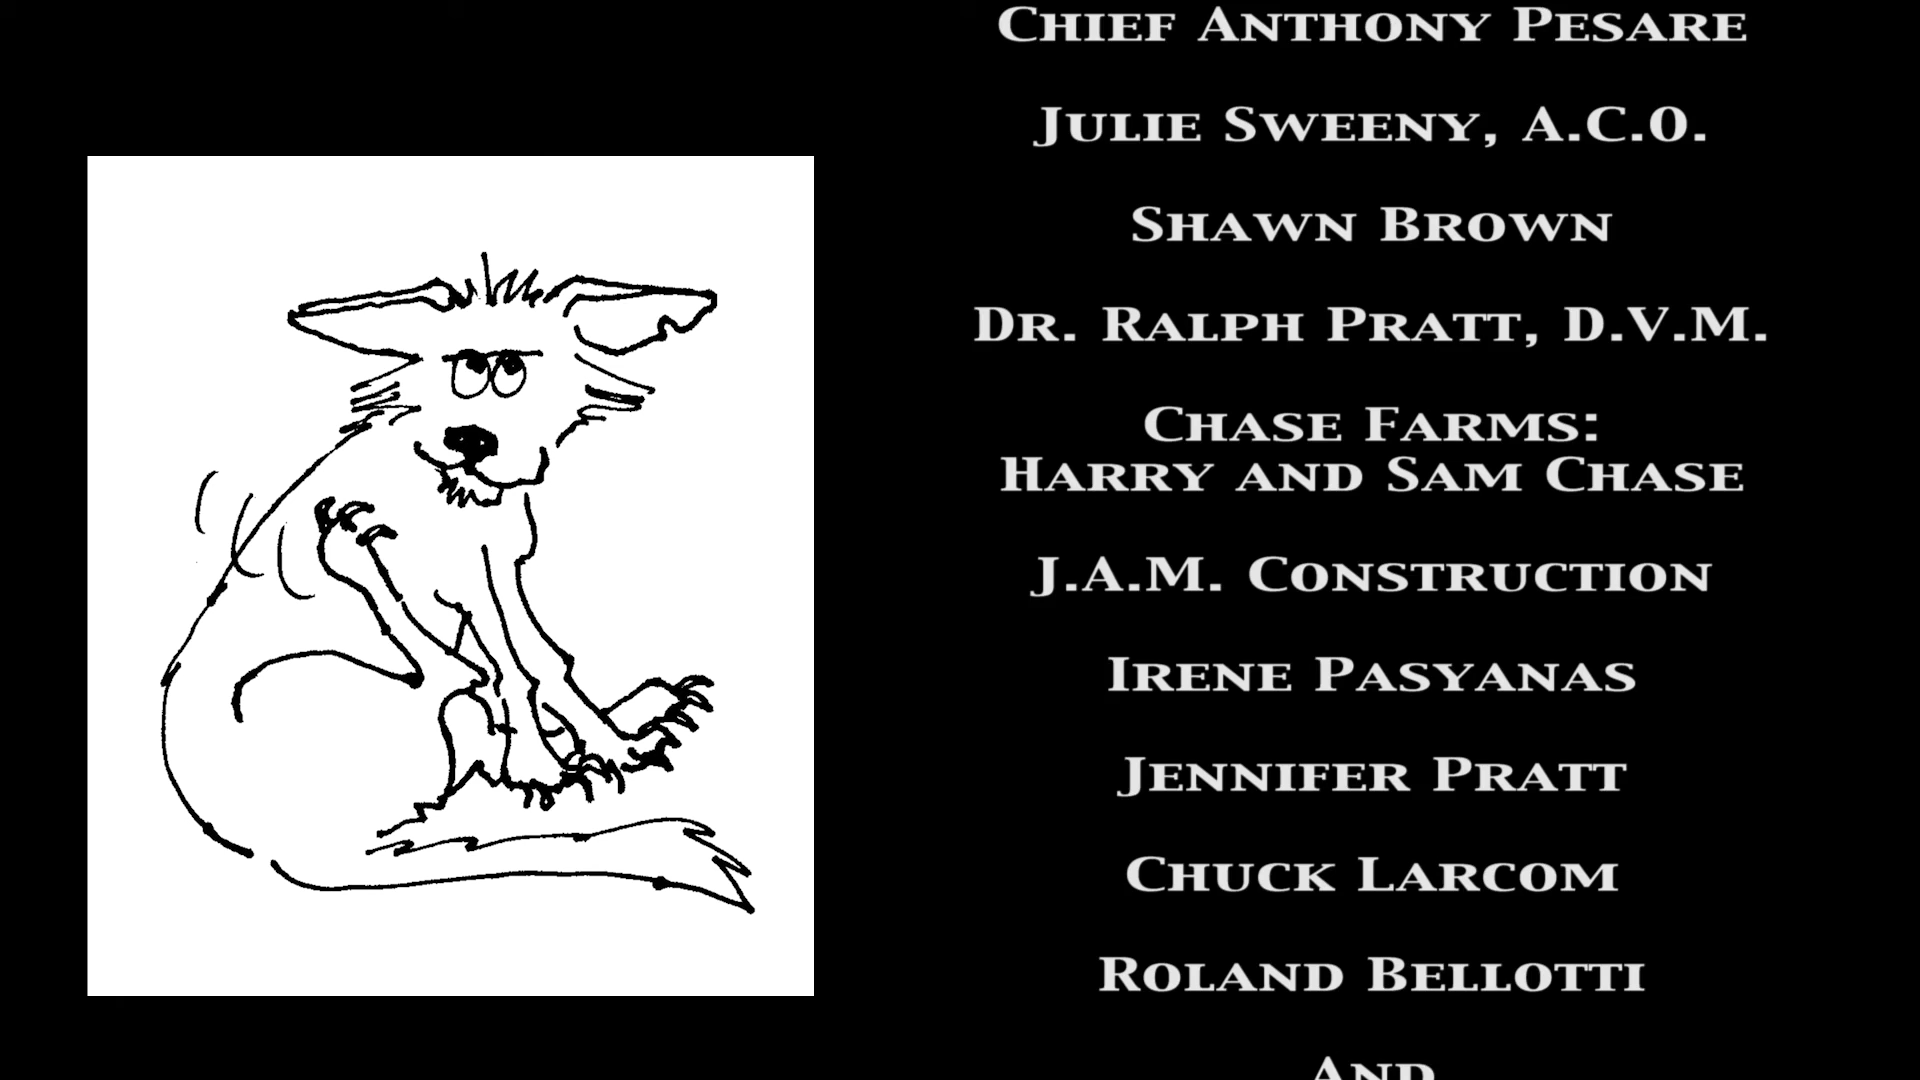 Chief Anthony Pesare
Julie Sweeny, A.C.O.
Shawn Brown
Dr. Ralph Pratt, D.V.M.
Chase Farms:
Harry and Sam Chase
J.A.M. Construction
Irene Pasyanas
Jennifer Pratt
Chuck Larcom
Roland Bellotti
And